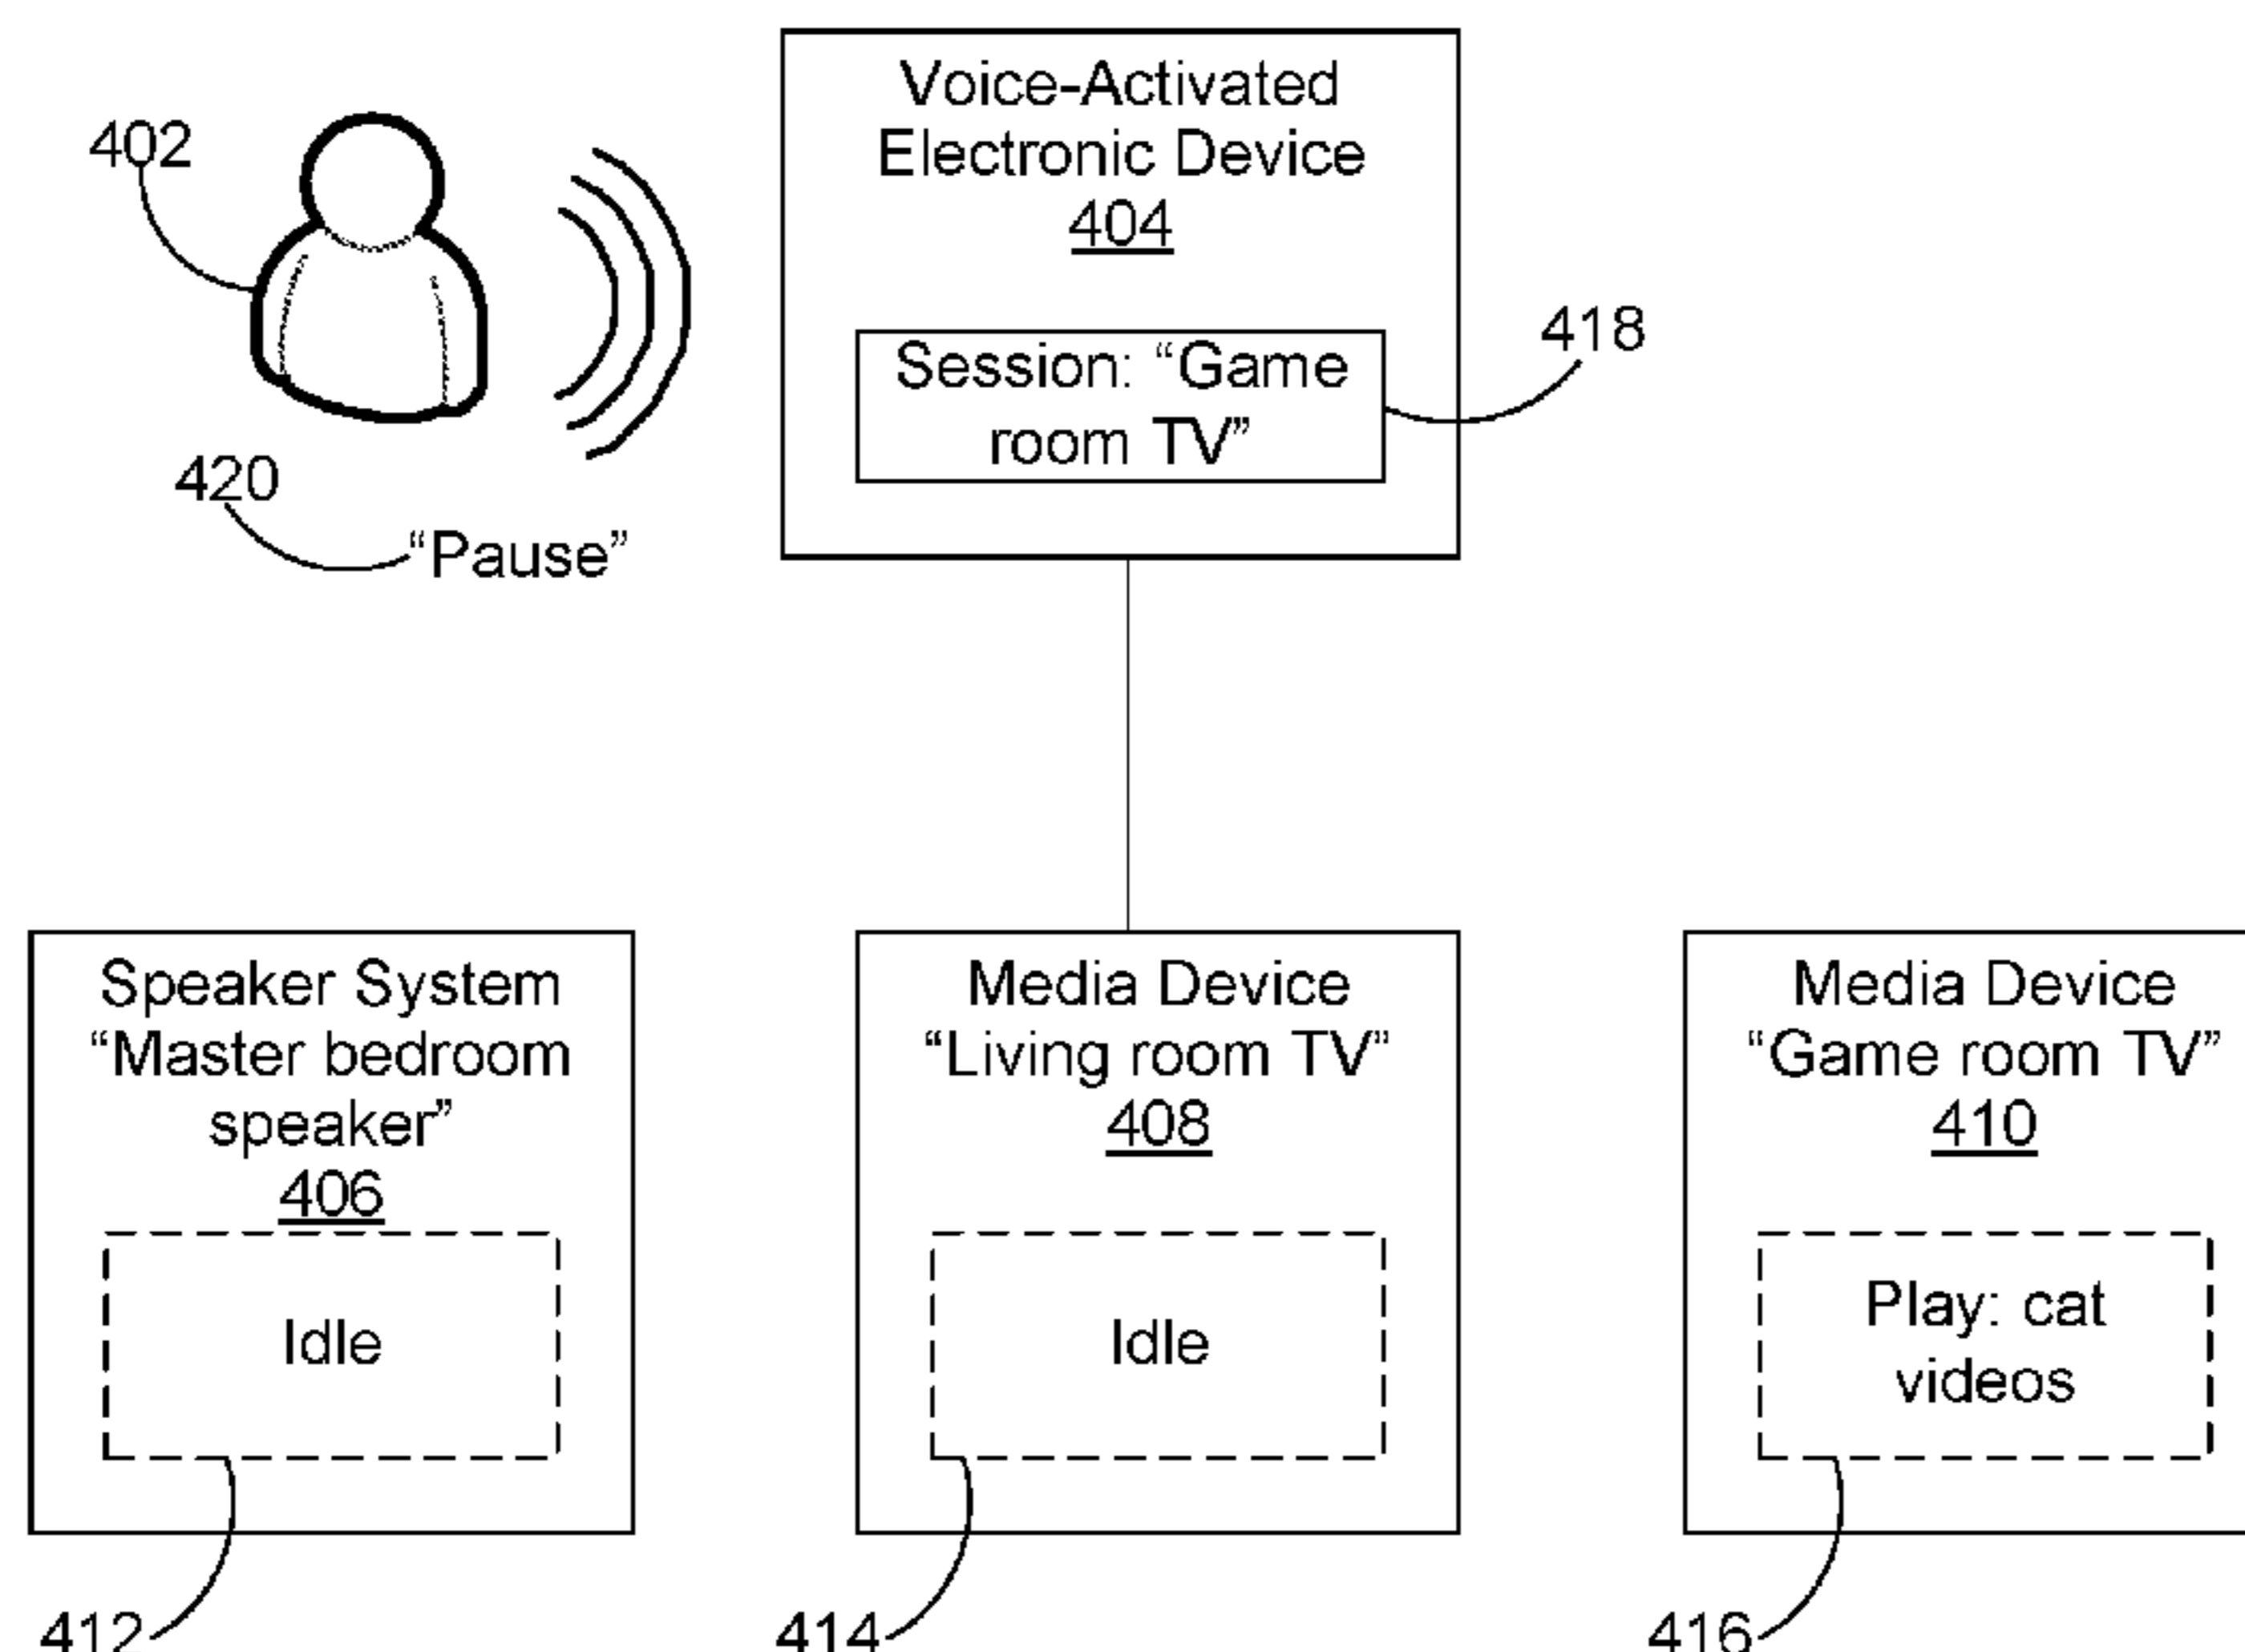 402
Voice-Activated
Electronic Device
404
418
Session: “Game
room TV”
420
“Pause”
Speaker System
“Master bedroom
speaker”
406
Idle
412
Media Device
“Living room TV”
408
Idle
414
Media Device
“Game room TV”
410
Play: cat
videos
416